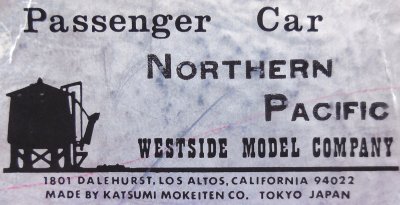 Passenger Car
NORTHERN
PACIFIC
WESTSIDE MODEL COMPANY
1801 DALEHURST, LOS ALTOS, CALIFORNIA 94022
MADE BY KATSUMI MOKEITEN CO. TOKYO JAPAN